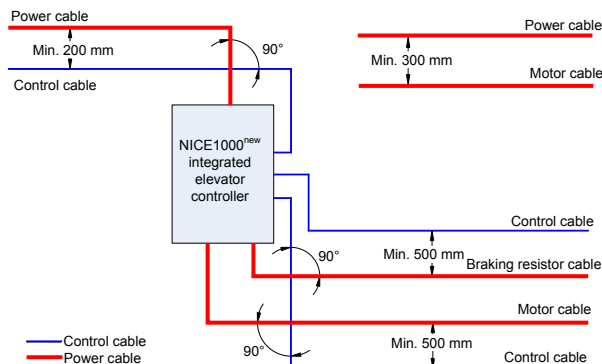 Power cable
Min. 200 mm
90°
Control cable
Power cable
Min. 300 mm
Motor cable
NICE1000new
integrated
elevator
controller
Control cable
Min. 500 mm
90°
Braking resistor cable
Motor cable
Min. 500 mm
90°
Control cable
Control cable
Power cable